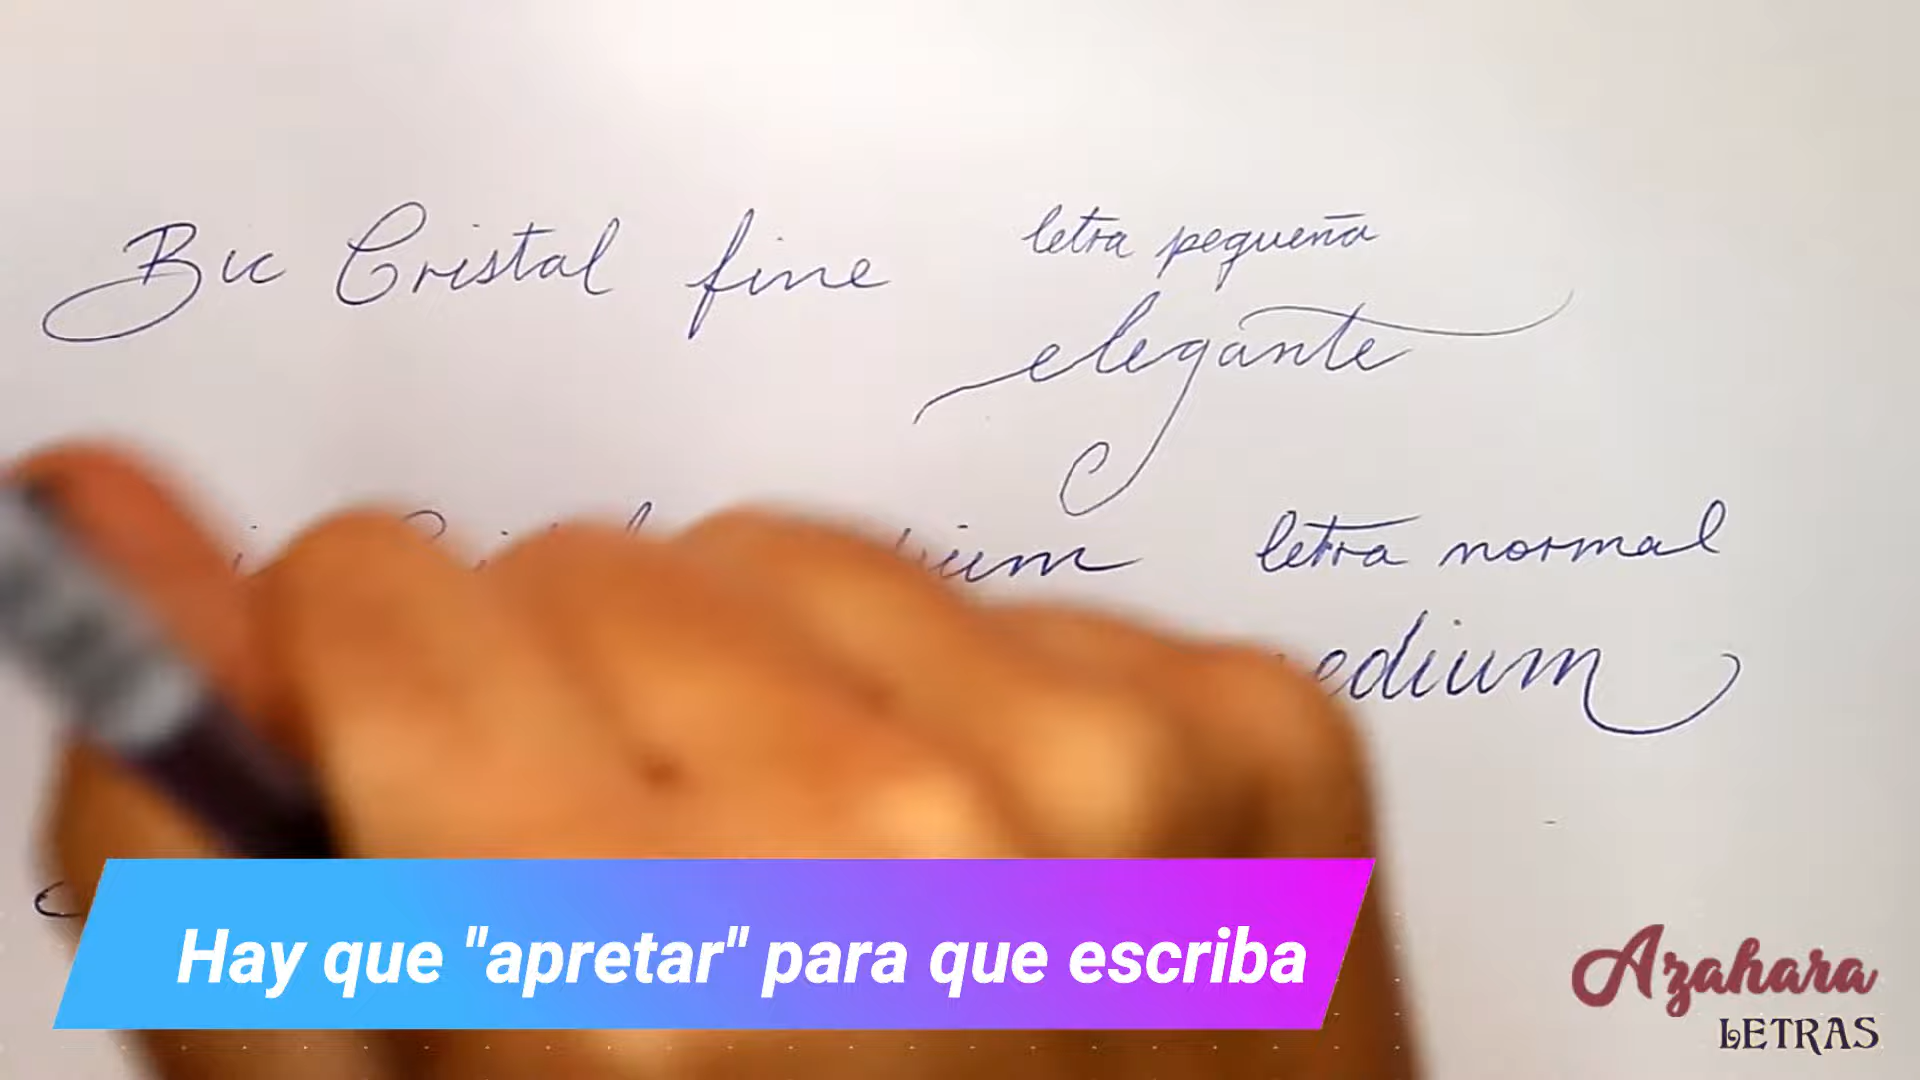 Bic Cristal fine
letra pequeña
elegante
letra normal
Hay que "apretar" para que escriba
Azahara
LETRAS